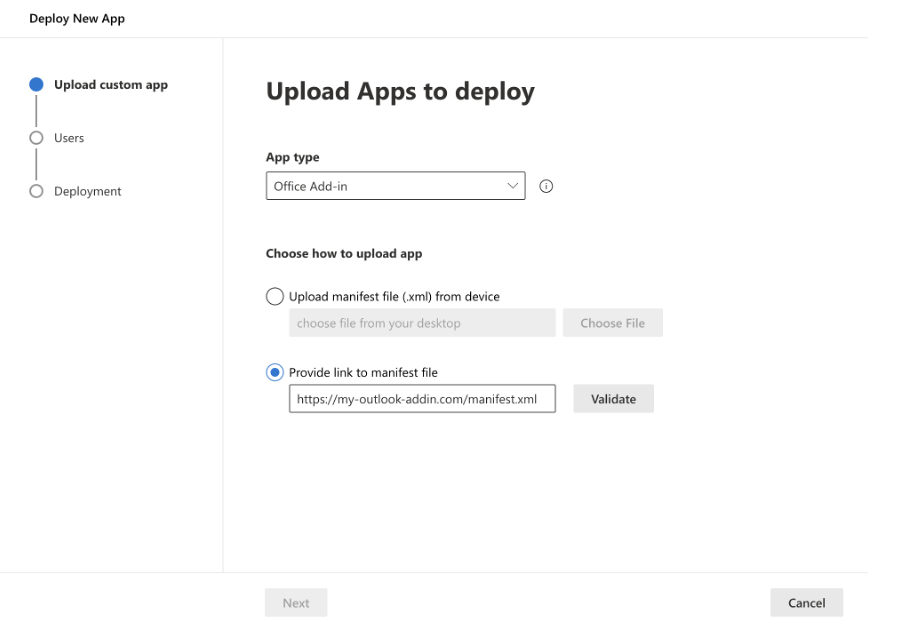 Deploy New App
Upload custom app
Users
Deployment
Upload Apps to deploy
App type
Office Add-in
Choose how to upload app
Upload manifest file (.xml) from device
choose file from your desktop
Choose File
Provide link to manifest file
https://my-outlook-addin.com/manifest.xml
Validate
Next
Cancel